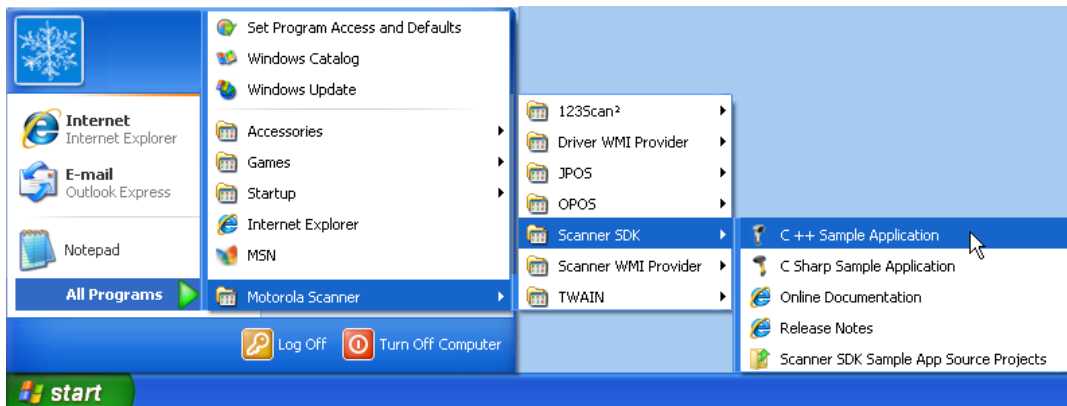 Internet
Internet Explorer
E-mail
Outlook Express
Notepad
All Programs
Set Program Access and Defaults
Windows Catalog
Windows Update
Accessories
Games
Startup
Internet Explorer
MSN
Motorola Scanner
123Scan²
Driver WMI Provider
JPOS
OPOS
Scanner SDK
Scanner WMI Provider
TWAIN
C ++ Sample Application
C Sharp Sample Application
Online Documentation
Release Notes
Scanner SDK Sample App Source Projects
Log Off
Turn Off Computer
start